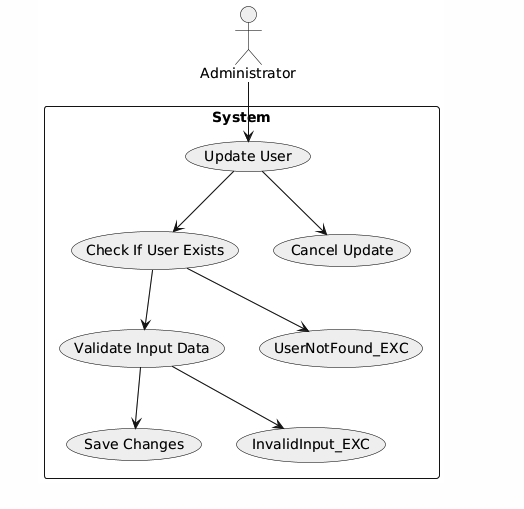 Administrator
System
Update User
Check If User Exists
Cancel Update
Validate Input Data
UserNotFound_EXC
Save Changes
InvalidInput_EXC